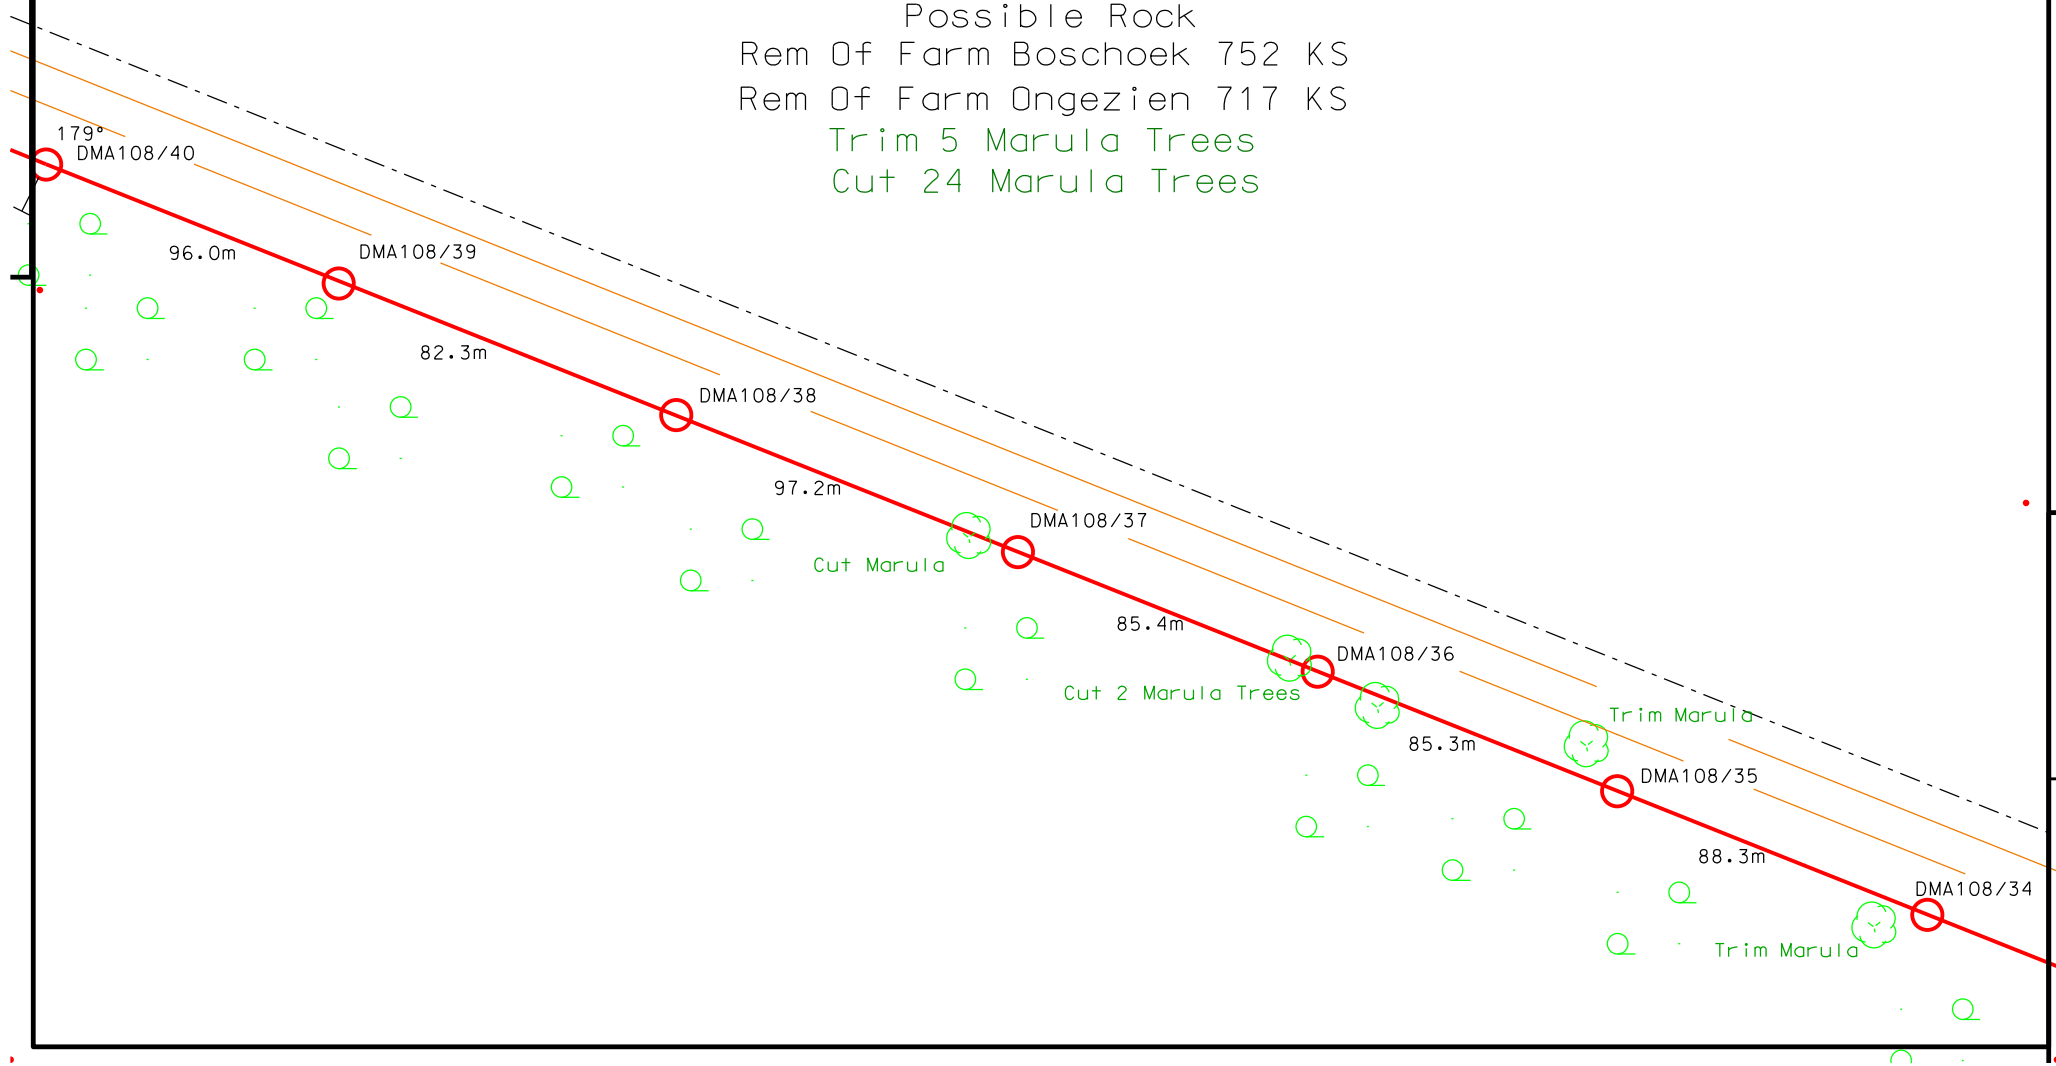 Possible Rock
Rem Of Farm Boschoek 752 KS
Rem Of Farm Ongezien 717 KS
Trim 5 Marula Trees
Cut 24 Marula Trees
179°
DMA108/40
96.0m
DMA108/39
82.3m
DMA108/38
97.2m
DMA108/37
Cut Marula
85.4m
DMA108/36
Cut 2 Marula Trees
Trim Marula
85.3m
DMA108/35
88.3m
DMA108/34
Trim Marula